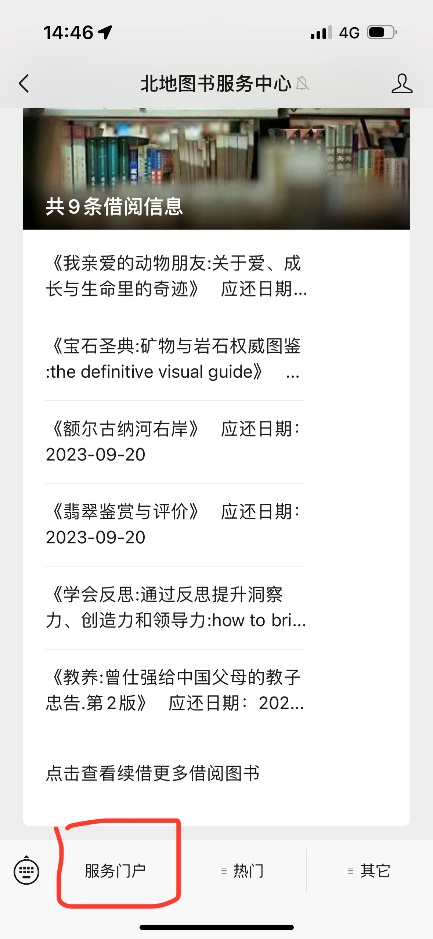 14:46
4G
北地图书服务中心
共9条借阅信息
《我亲爱的动物朋友:关于爱、成
长与生命里的奇迹》 应还日期...
《宝石圣典:矿物与岩石权威图鉴
:the definitive visual guide》 ...
《额尔古纳河右岸》 应还日期:
2023-09-20
《翡翠鉴赏与评价》 应还日期:
2023-09-20
《学会反思:通过反思提升洞察
力、创造力和领导力:how to bri...
《教养:曾仕强给中国父母的教子
忠告.第2版》 应还日期: 202...
点击查看续借更多借阅图书
服务门户
热门
其它